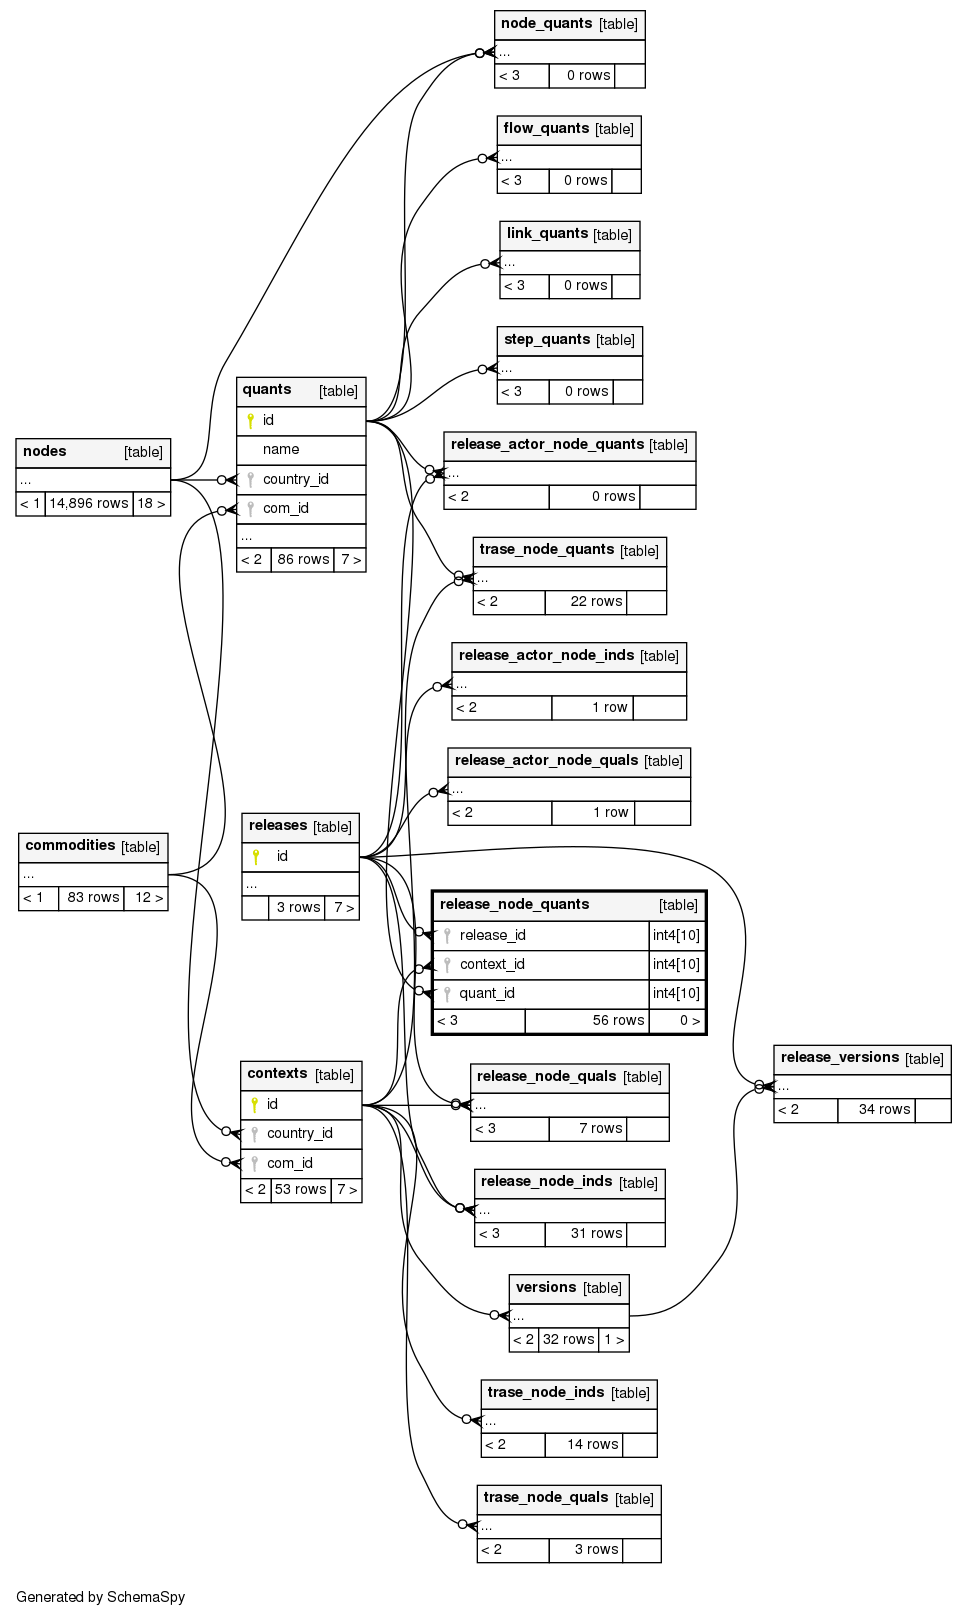 node_quants [table]
...
< 3 0 rows
flow_quants [table]
...
< 3 0 rows
link_quants [table]
...
< 3 0 rows
step_quants [table]
...
< 3 0 rows
quants [table]
id
name
country_id
com_id
...
< 2 86 rows 7 >
nodes [table]
...
< 1 14,896 rows 18 >
release_actor_node_quants [table]
...
< 2 0 rows
trase_node_quants [table]
...
< 2 22 rows
release_actor_node_inds [table]
...
< 2 1 row
release_actor_node_quals [table]
...
< 2 1 row
releases [table]
id
...
3 rows 7 >
commodities [table]
...
< 1 83 rows 12 >
release_node_quants [table]
release_id int4[10]
context_id int4[10]
quant_id int4[10]
< 3 56 rows 0 >
contexts [table]
id
country_id
com_id
< 2 53 rows 7 >
release_node_quals [table]
...
< 3 7 rows
release_versions [table]
...
< 2 34 rows
release_node_inds [table]
...
< 3 31 rows
versions [table]
...
< 2 32 rows 1 >
trase_node_inds [table]
...
< 2 14 rows
trase_node_quals [table]
...
< 2 3 rows
Generated by SchemaSpy